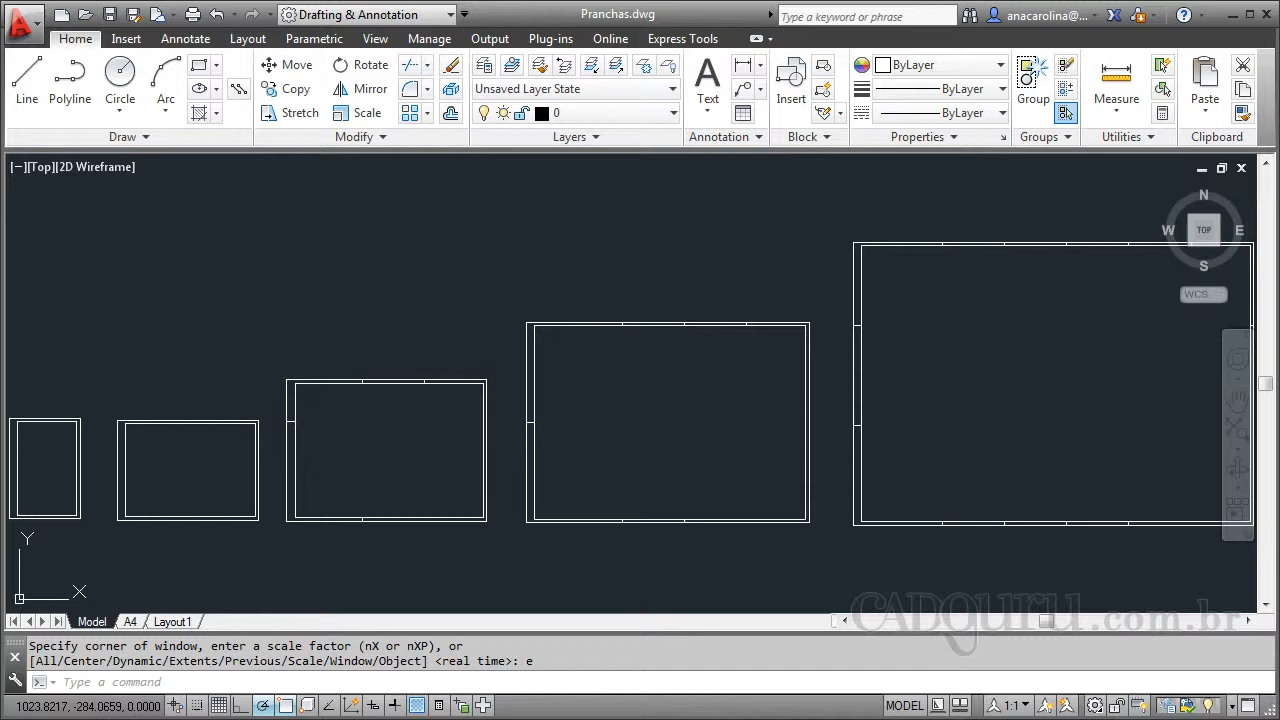 Drafting & Annotation
Pranchas.dwg
Type a keyword or phrase
anacarolina@...
Home Insert Annotate Layout Parametric View Manage Output Plug-ins Online Express Tools
Line
Polyline
Circle
Arc
Move
Rotate
Copy
Mirror
Stretch
Scale
Unsaved Layer State
0
Text
Insert
ByLayer
ByLayer
ByLayer
Group
Measure
Paste
Draw
Modify
Layers
Annotation
Block
Properties
Groups
Utilities
Clipboard
[−][Top][2D Wireframe]
N
W
TOP
E
S
WCS
Y
X
CADguru.com.br
Model A4 Layout1
Specify corner of window, enter a scale factor (nX or nXP), or
[All/Center/Dynamic/Extents/Previous/Scale/Window/Object] <real time>: e
Type a command
1023.8217, -284.0659, 0.0000
MODEL
1:1